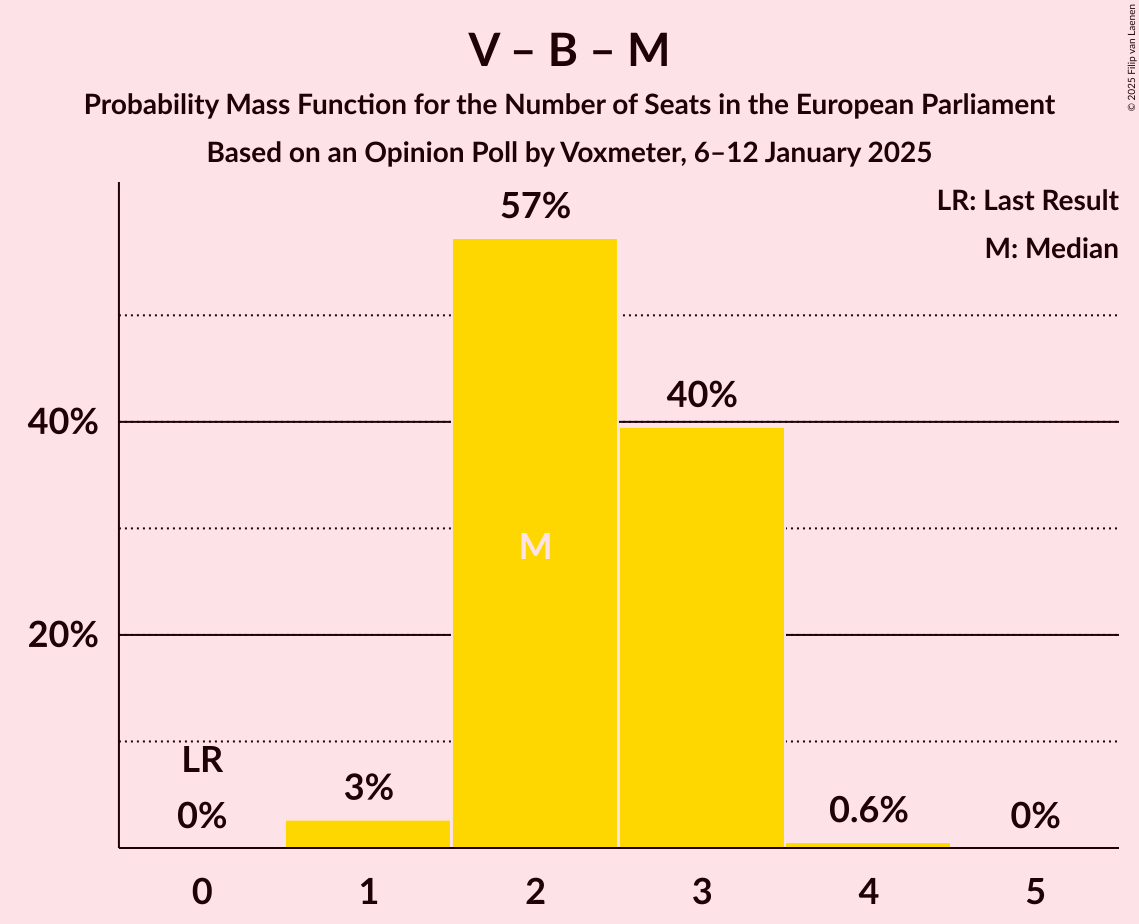 V – B – M
Probability Mass Function for the Number of Seats in the European Parliament
Based on an Opinion Poll by Voxmeter, 6–12 January 2025
© 2025 Filip van Laenen
LR: Last Result
M: Median
57%
40%
40%
M
20%
LR
0%
3%
0.6%
0%
0
1
2
3
4
5